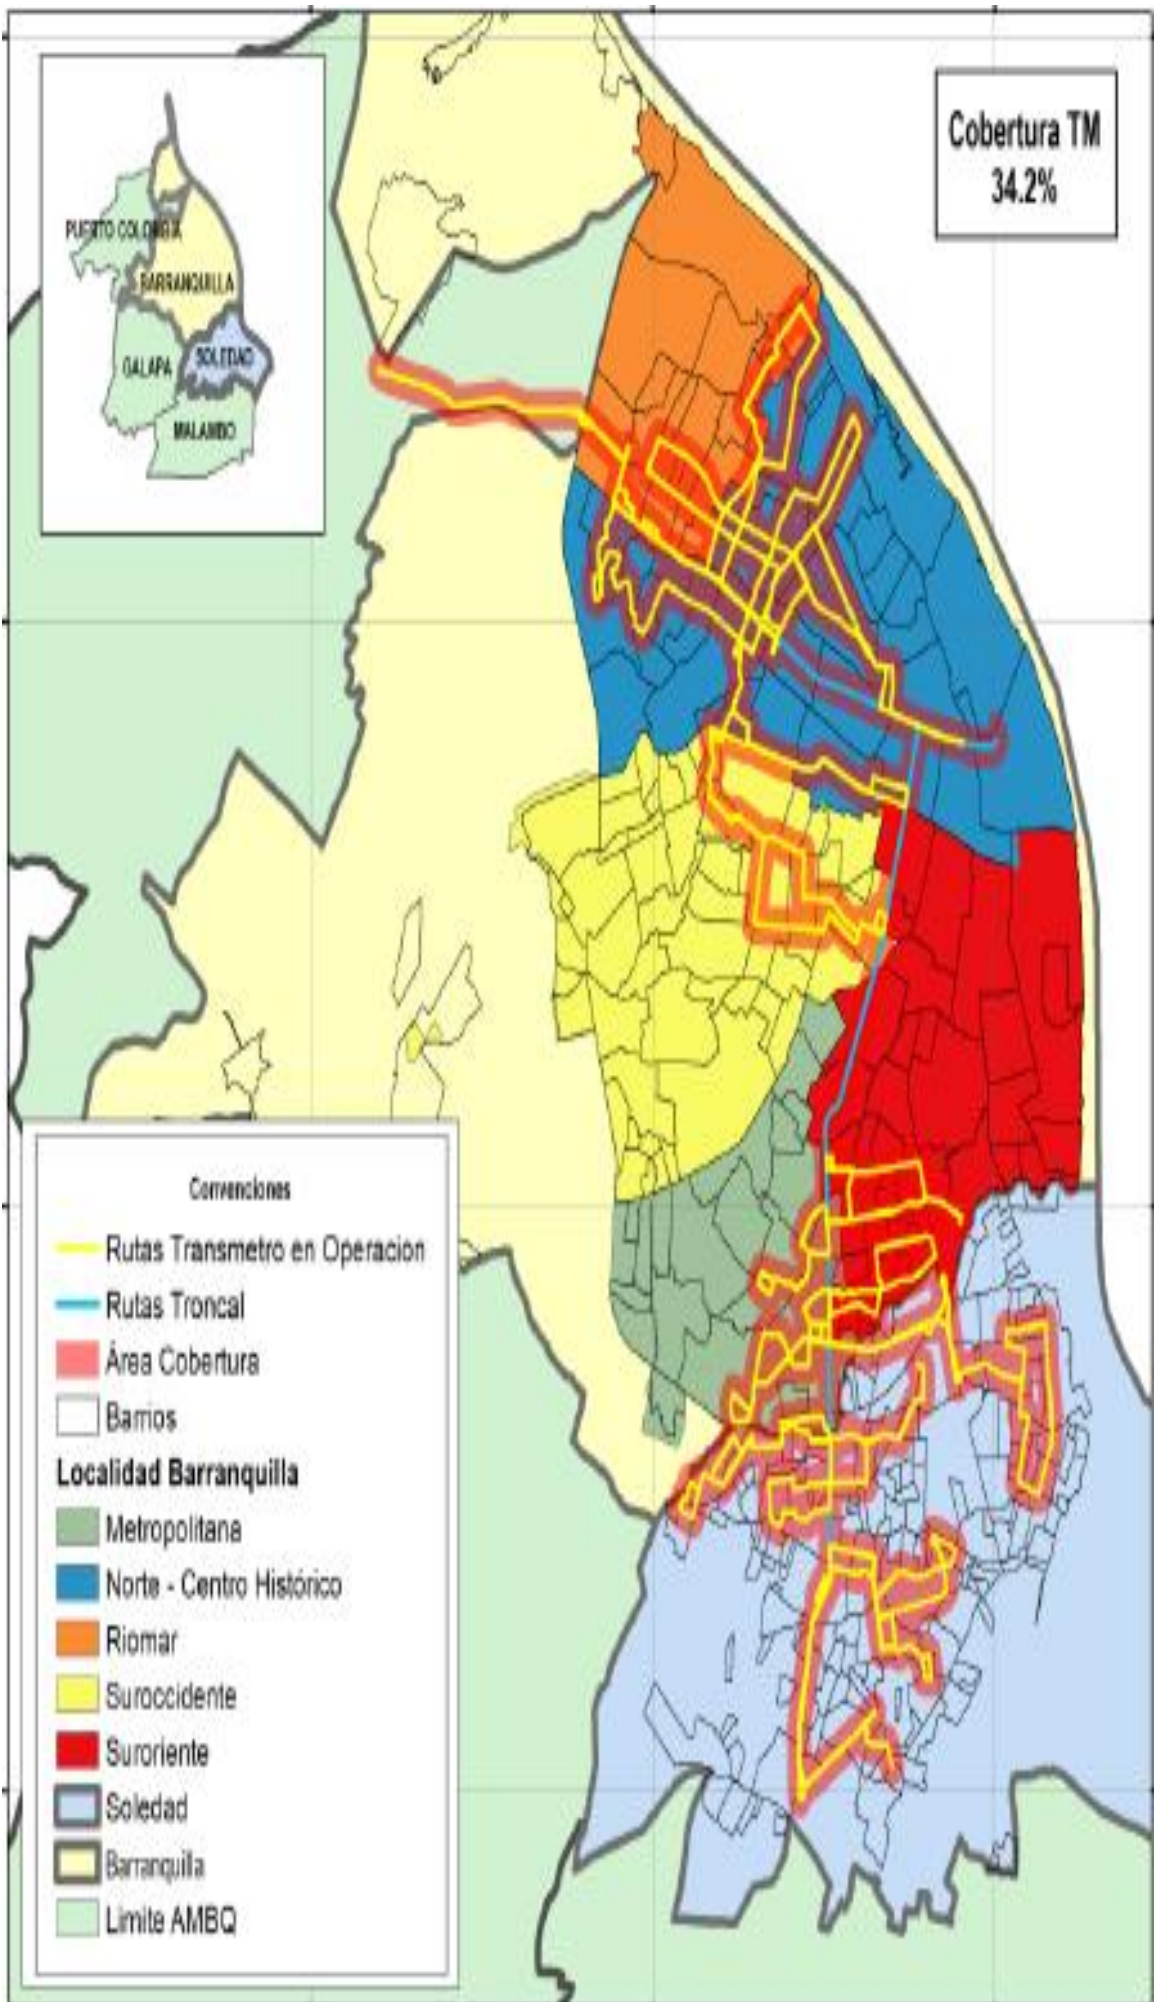 Cobertura TM
34.2%
PUERTO COLOMBIA
BARRANQUILLA
GALAPA
SOLEDAD
MALAMBO
Convenciones
Rutas Transmetro en Operacion
Rutas Troncal
Área Cobertura
Barrios
Localidad Barranquilla
Metropolitana
Norte - Centro Histórico
Riomar
Suroccidente
Suroriente
Soledad
Barranquilla
Limite AMBQ